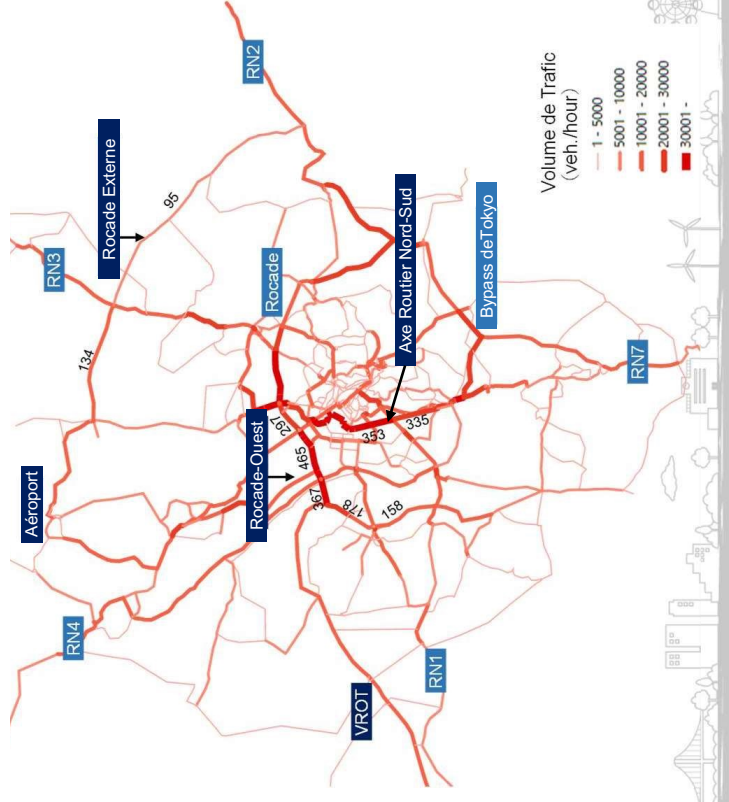 Aéroport
RN3
RN4
134
Rocade Externe
95
RN2
Rocade-Ouest
Rocade
297
465
367
178
VROT
353
158
Axe Routier Nord-Sud
335
RN1
Bypass deTokyo
Volume de Trafic
(veh./hour)
1 - 5000
5001 - 10000
10001 - 20000
20001 - 30000
30001 -
RN7